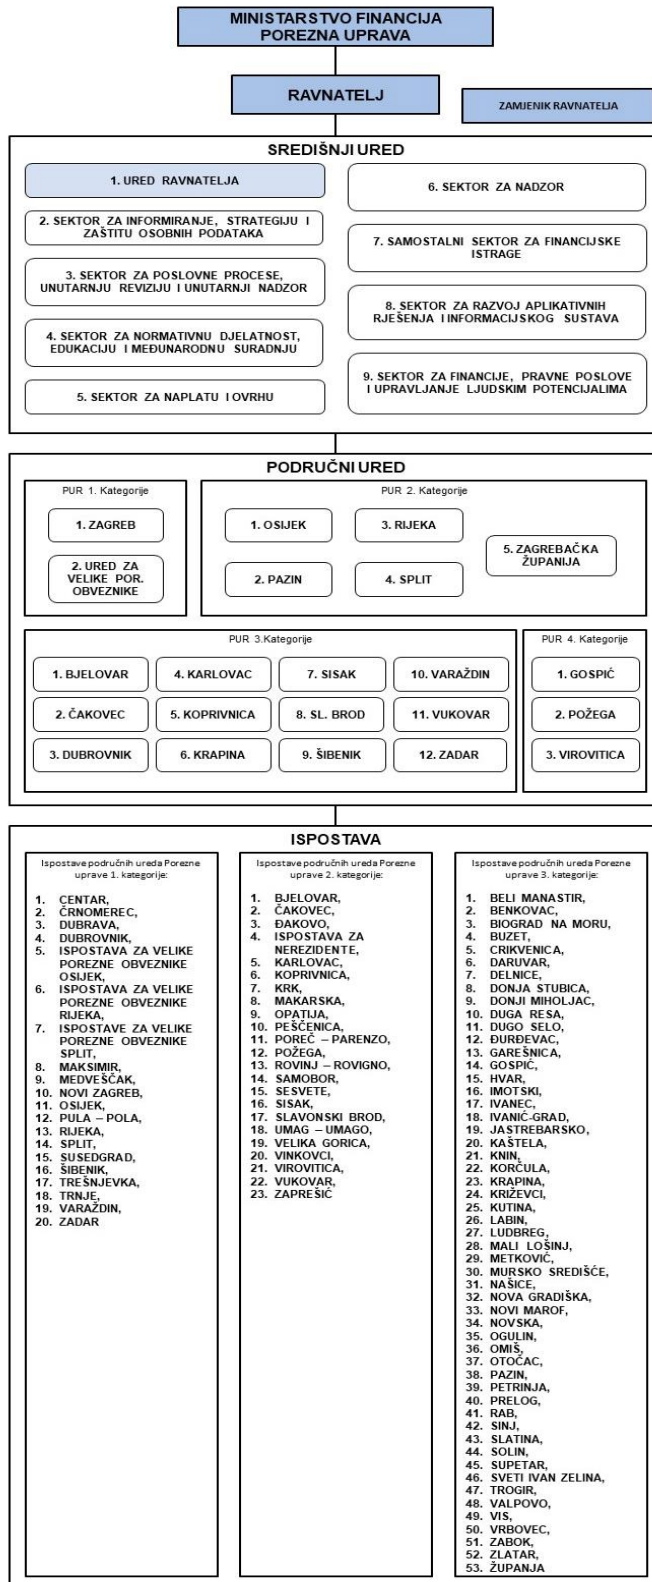 MINISTARSTVO FINANCIJA
POREZNA UPRAVA
RAVNATELJ
ZAMJENIK RAVNATELJA
SREDIŠNJI URED
1. URED RAVNATELJA
2. SEKTOR ZA INFORMIRANJE, STRATEGIJU I
ZAŠTITU OSOBNIH PODATAKA
3. SEKTOR ZA POSLOVNE PROCESE,
UNUTARNJU REVIZIJU I UNUTARNJI NADZOR
4. SEKTOR ZA NORMATIVNU DJELATNOST,
EDUKACIJU I MEĐUNARODNU SURADNJU
5. SEKTOR ZA NAPLATU I OVRHU
6. SEKTOR ZA NADZOR
7. SAMOSTALNI SEKTOR ZA FINANCIJSKE
ISTRAGE
8. SEKTOR ZA RAZVOJ APLIKATIVNIH
RJEŠENJA I INFORMACIJSKOG SUSTAVA
9. SEKTOR ZA FINANCIJE, PRAVNE POSLOVE
I UPRAVLJANJE LJUDSKIM POTENCIJALIMA
PODRUČNI URED
PUR 1. Kategorije
1. ZAGREB
2. URED ZA
VELIKE POR.
OBVEZNIKE
PUR 2. Kategorije
1. OSIJEK
2. PAZIN
3. RIJEKA
4. SPLIT
5. ZAGREBAČKA
ŽUPANIJA
PUR 3.Kategorije
1. BJELOVAR
2. ČAKOVEC
3. DUBROVNIK
4. KARLOVAC
5. KOPRIVNICA
6. KRAPINA
7. SISAK
8. SL. BROD
9. ŠIBENIK
10. VARAŽDIN
11. VUKOVAR
12. ZADAR
PUR 4. Kategorije
1. GOSPIĆ
2. POŽEGA
3. VIROVITICA
ISPOSTAVA
Ispostave područnih ureda Porezne
uprave 1. kategorije:
1. CENTAR,
2. ČRNOMEREC,
3. DUBRAVA,
4. DUBROVNIK,
5. ISPOSTAVA ZA VELIKE
POREZNE OBVEZNIKE
OSIJEK,
6. ISPOSTAVA ZA VELIKE
POREZNE OBVEZNIKE
RIJEKA,
7. ISPOSTAVE ZA VELIKE
POREZNE OBVEZNIKE
SPLIT,
8. MAKSIMIR,
9. MEDVEŠČAK,
10. NOVI ZAGREB,
11. OSIJEK,
12. PULA – POLA,
13. RIJEKA,
14. SPLIT,
15. SUSEDGRAD,
16. ŠIBENIK,
17. TREŠNJEVKA,
18. TRNJE,
19. VARAŽDIN,
20. ZADAR
Ispostave područnih ureda Porezne
uprave 2. kategorije:
1. BJELOVAR,
2. ČAKOVEC,
3. ĐAKOVO,
4. ISPOSTAVA ZA
NEREZIDENTE,
5. KARLOVAC,
6. KOPRIVNICA,
7. KRK,
8. MAKARSKA,
9. OPATIJA,
10. PEŠČENICA,
11. POREČ – PARENZO,
12. POŽEGA,
13. ROVINJ – ROVIGNO,
14. SAMOBOR,
15. SESVETE,
16. SISAK,
17. SLAVONSKI BROD,
18. UMAG – UMAGO,
19. VELIKA GORICA,
20. VINKOVCI,
21. VIROVITICA,
22. VUKOVAR,
23. ZAPREŠIĆ
Ispostave područnih ureda Porezne
uprave 3. kategorije:
1. BELI MANASTIR,
2. BENKOVAC,
3. BIOGRAD NA MORU,
4. BUZET,
5. CRIKVENICA,
6. DARUVAR,
7. DELNICE,
8. DONJA STUBICA,
9. DONJI MIHOLJAC,
10. DUGA RESA,
11. DUGO SELO,
12. ĐURĐEVAC,
13. GAREŠNICA,
14. GOSPIĆ,
15. HVAR,
16. IMOTSKI,
17. IVANEC,
18. IVANIĆ-GRAD,
19. JASTREBARSKO,
20. KAŠTELA,
21. KNIN,
22. KORČULA,
23. KRAPINA,
24. KRIŽEVCI,
25. KUTINA,
26. LABIN,
27. LUDBREG,
28. MALI LOŠINJ,
29. METKOVIĆ,
30. MURSKO SREDIŠĆE,
31. NAŠICE,
32. NOVA GRADIŠKA,
33. NOVI MAROF,
34. NOVSKA,
35. OGULIN,
36. OMIŠ,
37. OTOČAC,
38. PAZIN,
39. PETRINJA,
40. PRELOG,
41. RAB,
42. SINJ,
43. SLATINA,
44. SOLIN,
45. SUPETAR,
46. SVETI IVAN ZELINA,
47. TROGIR,
48. VALPOVO,
49. VIS,
50. VRBOVEC,
51. ZABOK,
52. ZLATAR,
53. ŽUPANJA